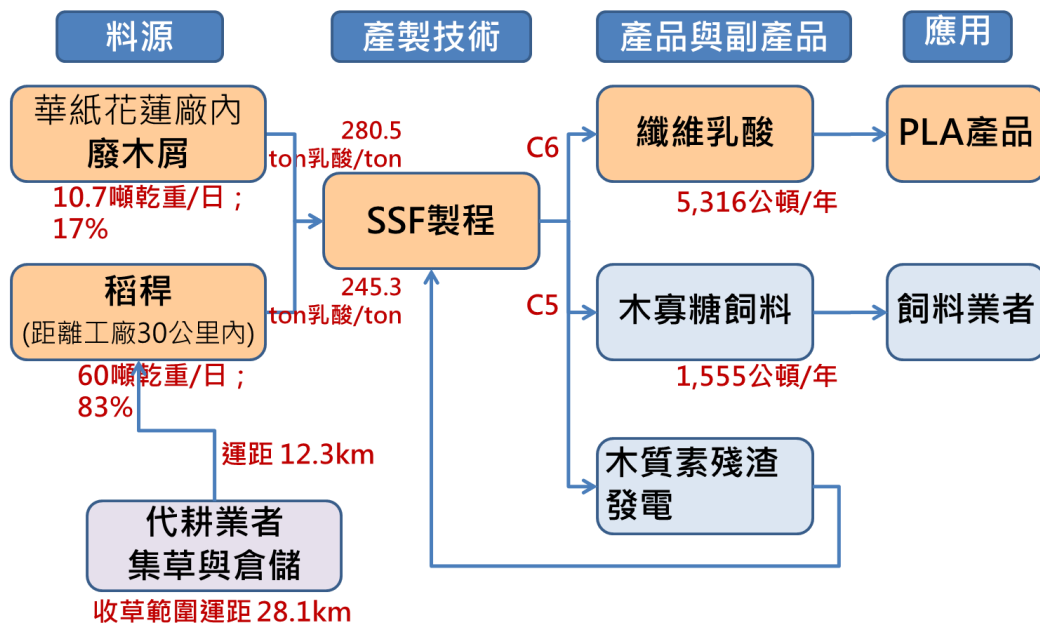 料源
產製技術
產品與副產品
應用
華紙花蓮廠內
廢木屑
10.7噸乾重/日；
17%
280.5
ton乳酸/ton
SSF製程
245.3
ton乳酸/ton
稻稈
(距離工廠30公里內)
60噸乾重/日；
83%
運距 12.3km
代耕業者
集草與倉儲
收草範圍運距 28.1km
C6
纖維乳酸
5,316公頓/年
PLA產品
C5
木寡糖飼料
1,555公頓/年
飼料業者
木質素殘渣
發電